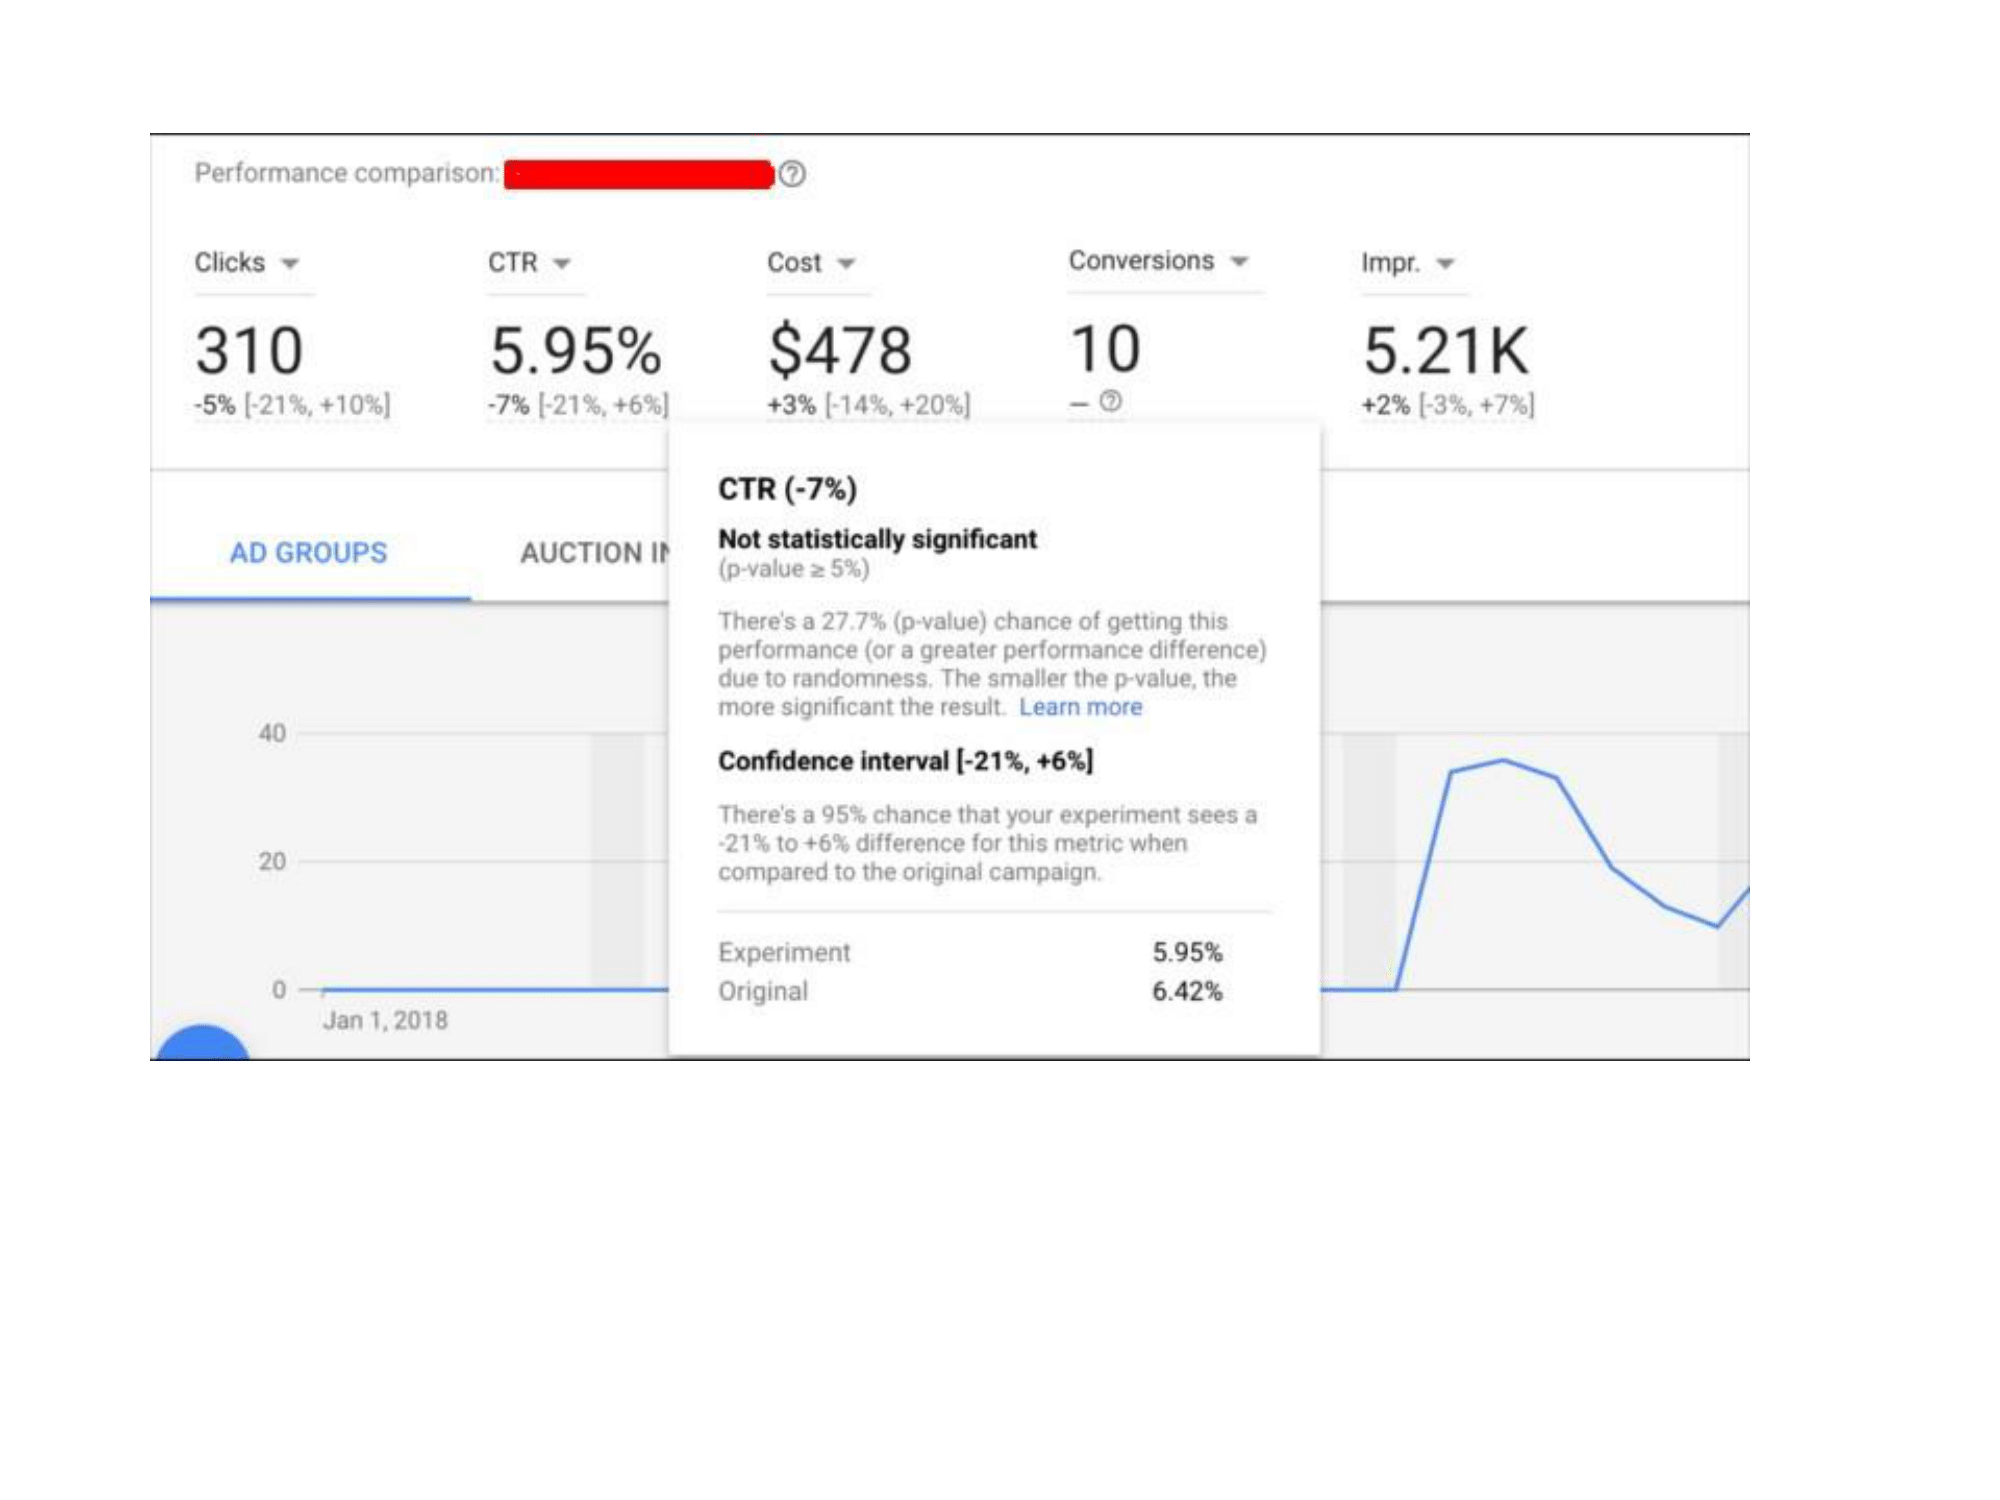 Performance comparison:
Clicks CTR Cost Conversions Impr.
310 5.95% $478 10 5.21K
-5% [-21%, +10%] -7% [-21%, +6%] +3% [-14%, +20%] – +2% [-3%, +7%]
CTR (-7%)
Not statistically significant
(p-value ≥ 5%)
There's a 27.7% (p-value) chance of getting this
performance (or a greater performance difference)
due to randomness. The smaller the p-value, the
more significant the result. Learn more
Confidence interval [-21%, +6%]
There's a 95% chance that your experiment sees a
-21% to +6% difference for this metric when
compared to the original campaign.
Experiment 5.95%
Original 6.42%
AD GROUPS AUCTION
40
20
0
Jan 1, 2018